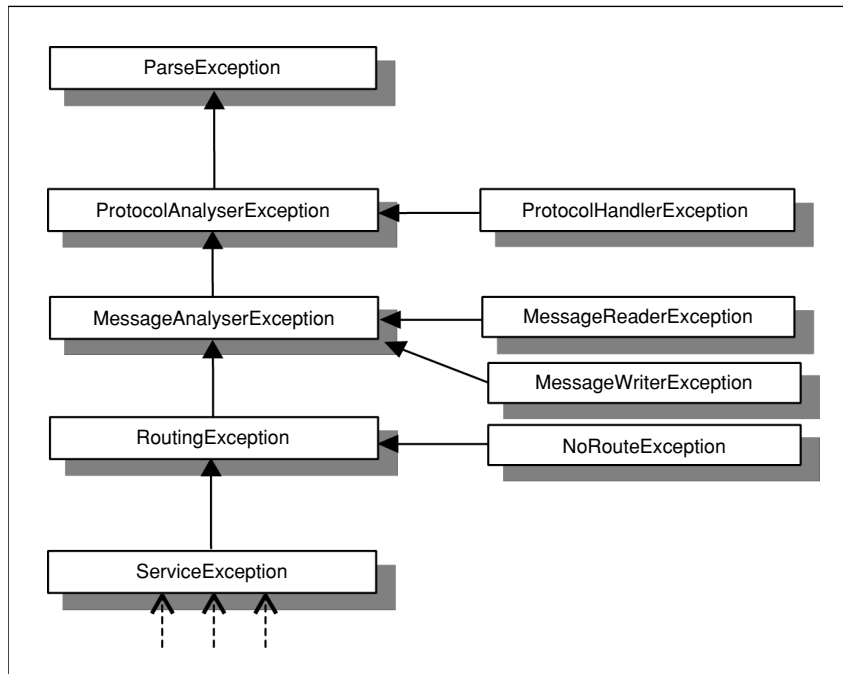 ParseException
ProtocolAnalyserException
ProtocolHandlerException
MessageAnalyserException
MessageReaderException
MessageWriterException
RoutingException
NoRouteException
ServiceException